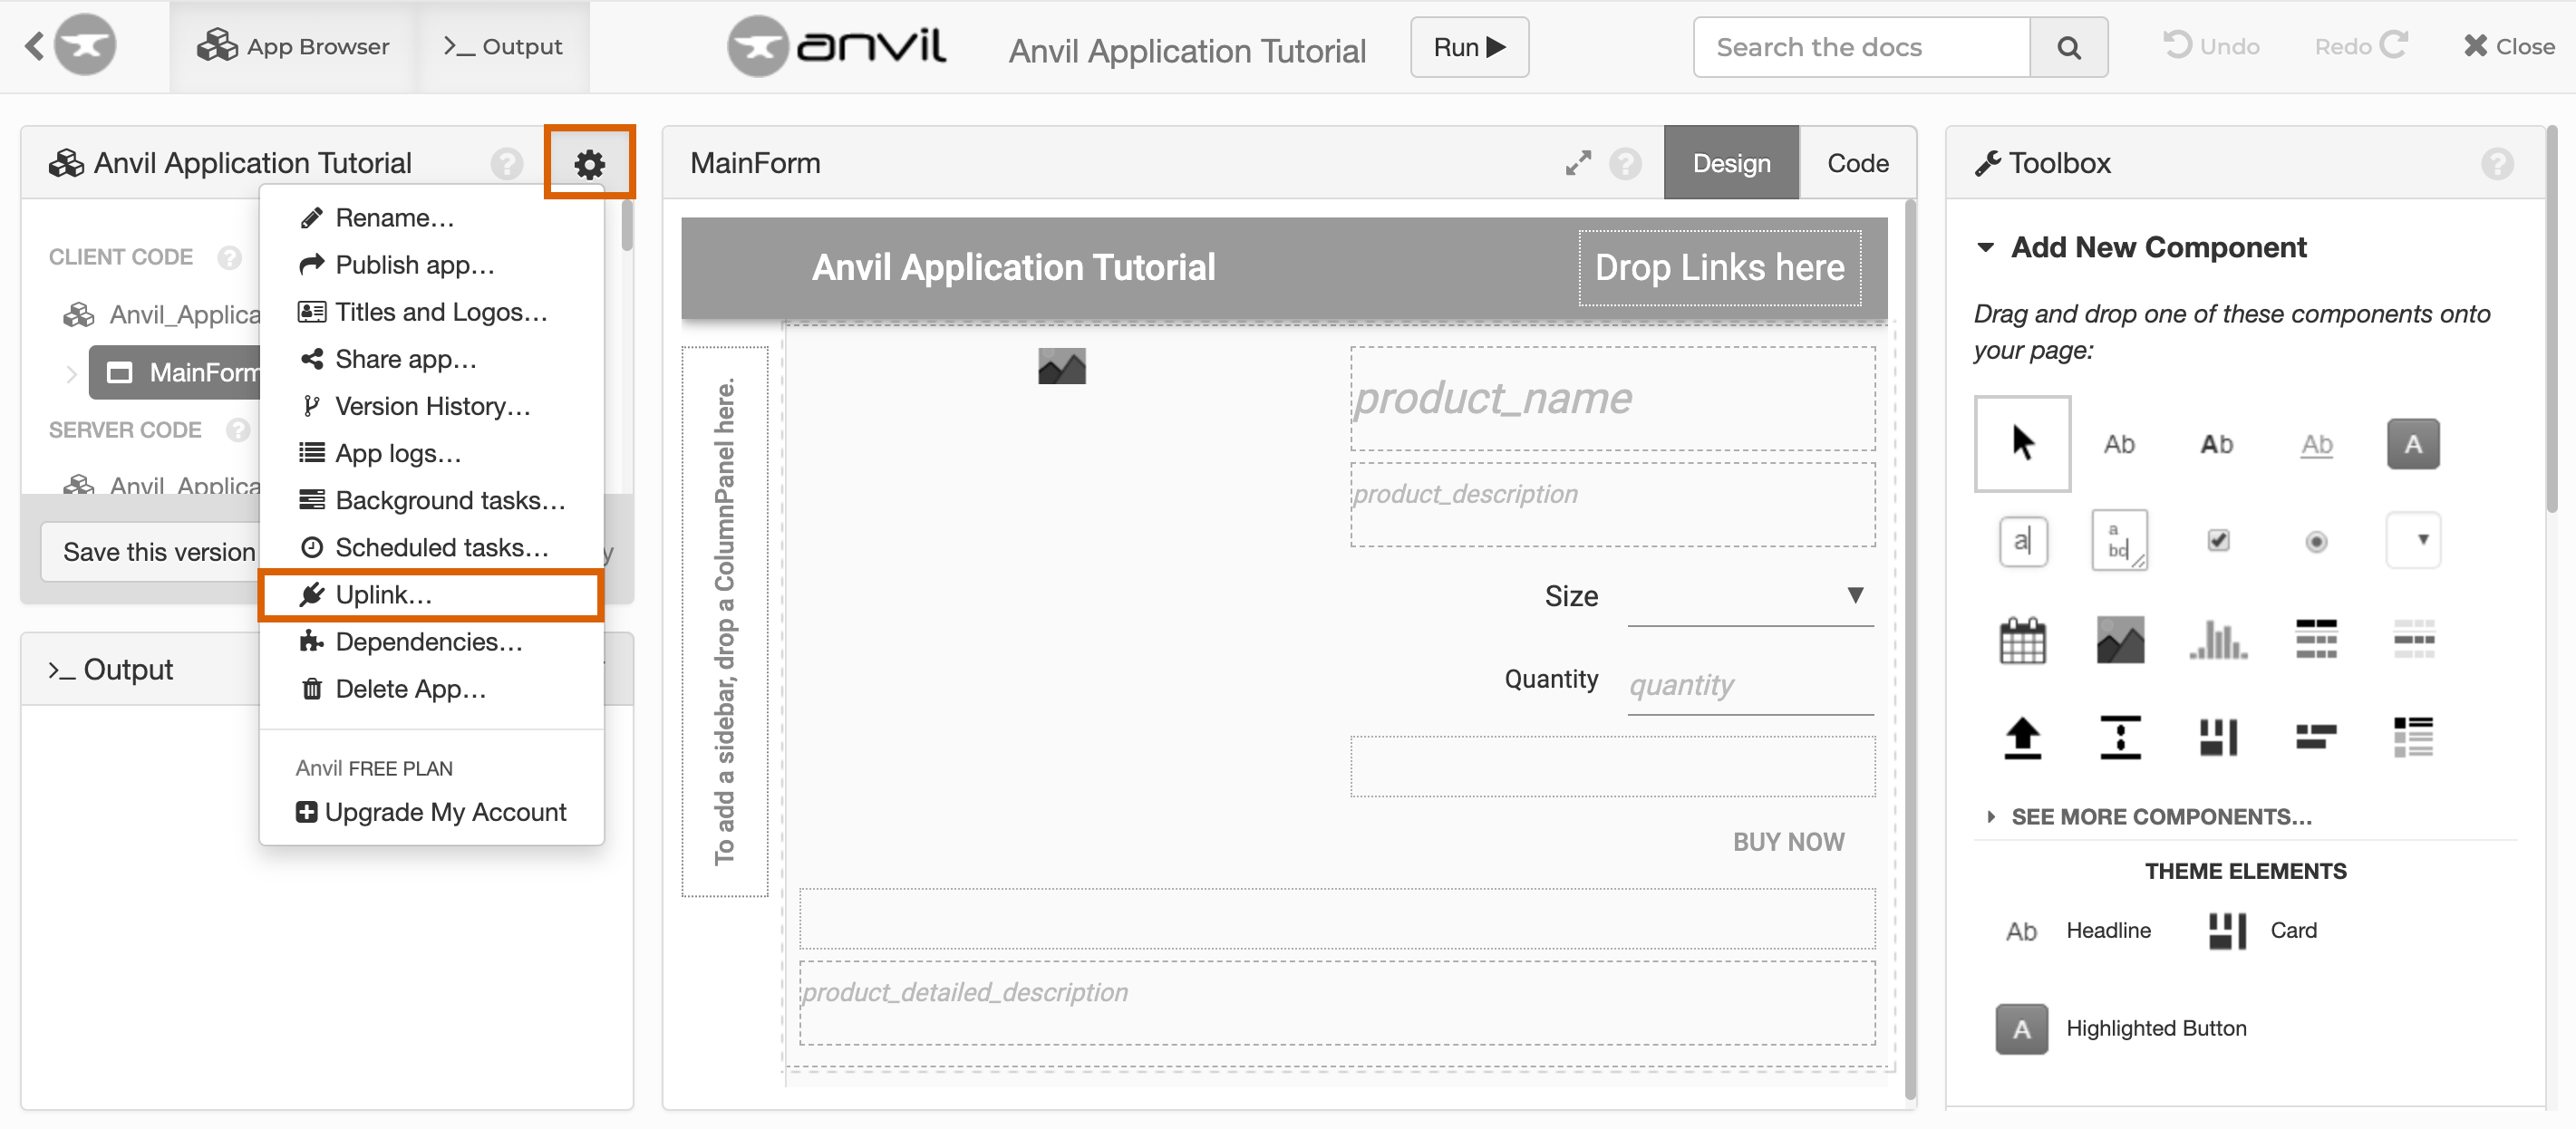 App Browser
>_ Output
anvil
Anvil Application Tutorial
Run
Search the docs
Undo
Redo
Close
Anvil Application Tutorial
?
Rename...
Publish app...
Titles and Logos...
Share app...
Version History...
App logs...
Background tasks...
Scheduled tasks...
Uplink...
Dependencies...
Delete App...
Anvil FREE PLAN
Upgrade My Account
CLIENT CODE ?
Anvil_Applica
MainForm
SERVER CODE ?
Anvil_Applica
Save this version
y
>_ Output
MainForm
?
Design
Code
Anvil Application Tutorial
Drop Links here
To add a sidebar, drop a ColumnPanel here.
product_name
product_description
Size
Quantity
quantity
BUY NOW
product_detailed_description
Toolbox
?
Add New Component
Drag and drop one of these components onto
your page:
Ab
Ab
Ab
A
a
a
bc
SEE MORE COMPONENTS...
THEME ELEMENTS
Ab Headline
Card
A Highlighted Button